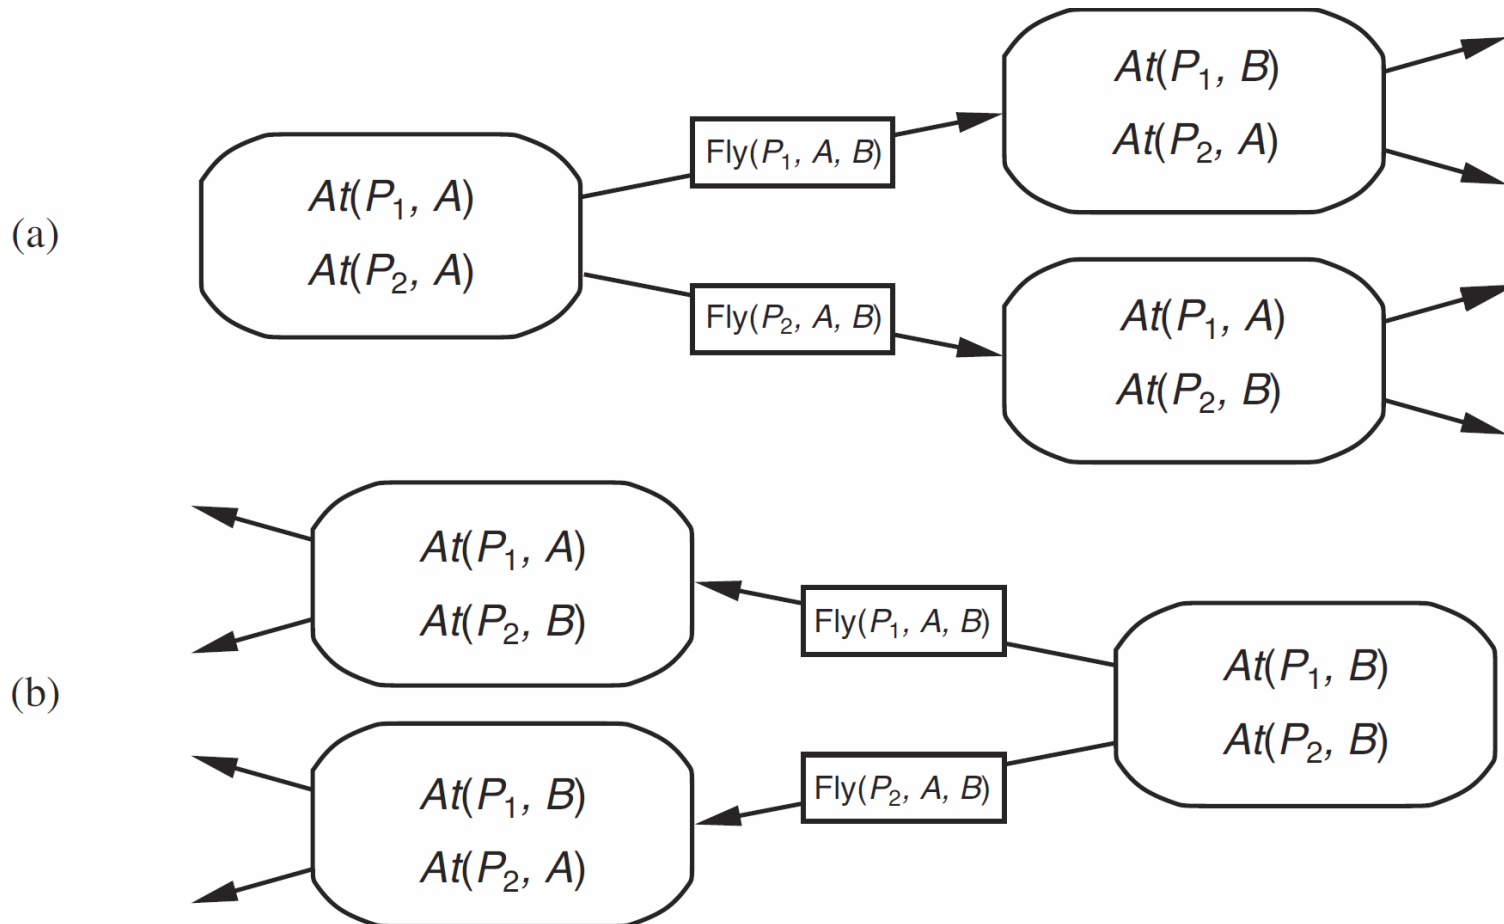 (a)
At(P₁, A)
At(P₂, A)
Fly(P₁, A, B)
Fly(P₂, A, B)
At(P₁, B)
At(P₂, A)
At(P₁, A)
At(P₂, B)
(b)
At(P₁, A)
At(P₂, B)
At(P₁, B)
At(P₂, A)
Fly(P₁, A, B)
Fly(P₂, A, B)
At(P₁, B)
At(P₂, B)